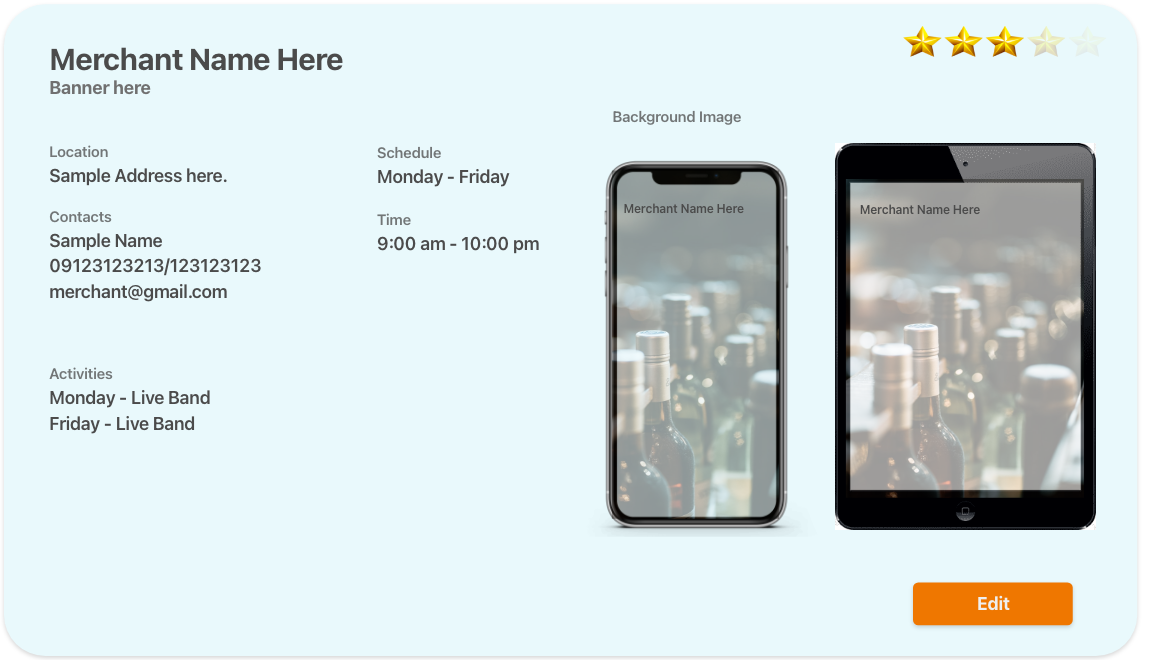 Merchant Name Here
Banner here
Location
Sample Address here.
Contacts
Sample Name
09123123213/123123123
merchant@gmail.com
Activities
Monday - Live Band
Friday - Live Band
Schedule
Monday - Friday
Time
9:00 am - 10:00 pm
Background Image
Merchant Name Here
Merchant Name Here
Edit